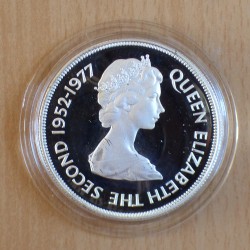 QUEEN ELIZABETH THE SECOND 1952-1977